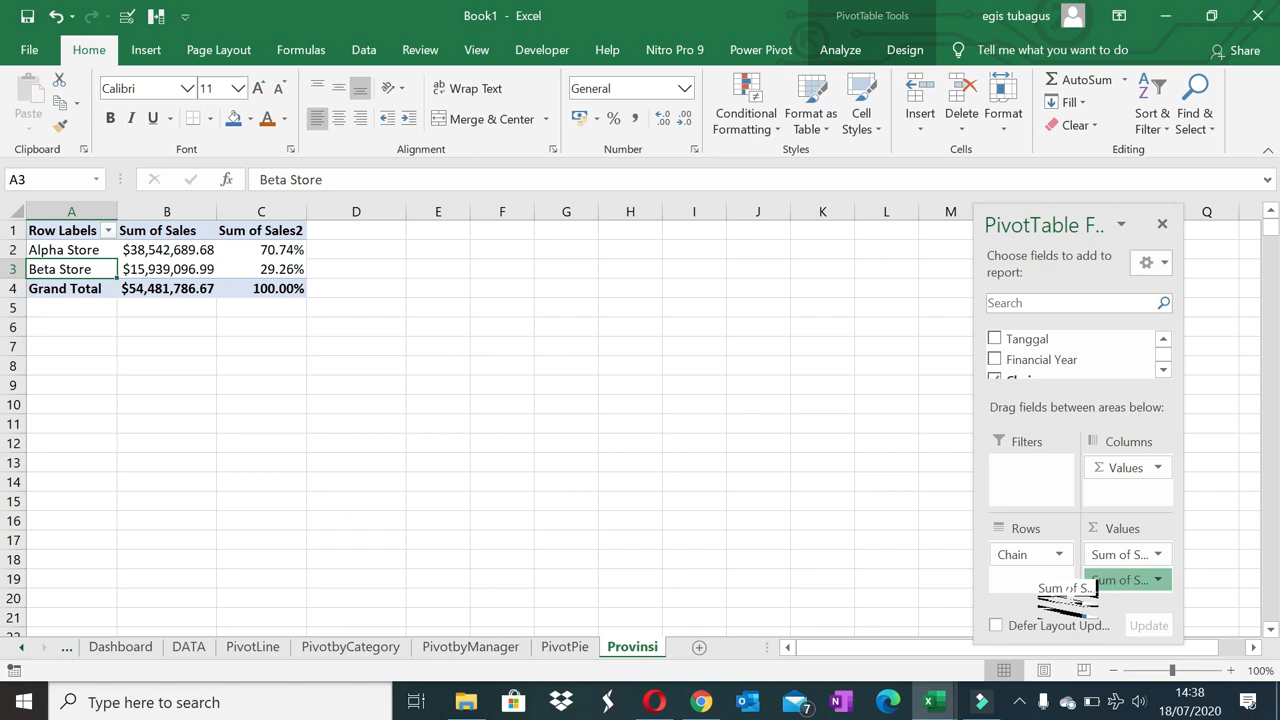 Book1 - Excel
PivotTable Tools
egis tubagus
File Home Insert Page Layout Formulas Data Review View Developer Help Nitro Pro 9 Power Pivot Analyze Design Tell me what you want to do Share
Paste
Clipboard
Calibri 11
B I U
Font
Wrap Text
Merge & Center
Alignment
General
Number
Conditional Formatting
Format as Table
Cell Styles
Styles
Insert
Delete
Format
Cells
AutoSum
Fill
Clear
Sort & Filter
Find & Select
Editing
A3
fx
Beta Store
A B C D E F G H I J K L M Q
1 Row Labels Sum of Sales Sum of Sales2
2 Alpha Store $38,542,689.68 70.74%
3 Beta Store $15,939,096.99 29.26%
4 Grand Total $54,481,786.67 100.00%
5
6
7
8
9
10
11
12
13
14
15
16
17
18
19
20
21
PivotTable F..
Choose fields to add to report:
Search
Tanggal
Financial Year
Drag fields between areas below:
Filters
Columns
Σ Values
Rows
Σ Values
Chain
Sum of S...
Sum of S...
Sum of S...
Defer Layout Upd...
Update
... Dashboard DATA PivotLine PivotbyCategory PivotbyManager PivotPie Provinsi
100%
Type here to search
7
14:38
18/07/2020